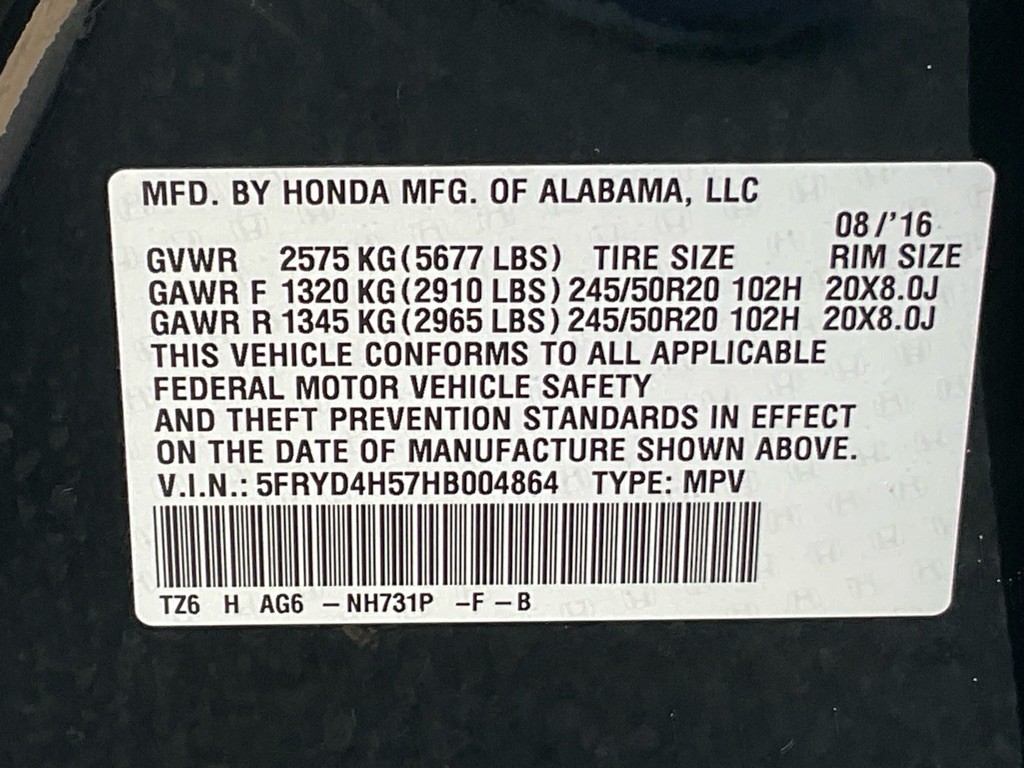 MFD. BY HONDA MFG. OF ALABAMA, LLC
08/'16
GVWR 2575 KG (5677 LBS) TIRE SIZE RIM SIZE
GAWR F 1320 KG (2910 LBS) 245/50R20 102H 20X8.0J
GAWR R 1345 KG (2965 LBS) 245/50R20 102H 20X8.0J
THIS VEHICLE CONFORMS TO ALL APPLICABLE
FEDERAL MOTOR VEHICLE SAFETY
AND THEFT PREVENTION STANDARDS IN EFFECT
ON THE DATE OF MANUFACTURE SHOWN ABOVE.
V.I.N.: 5FRYD4H57HB004864 TYPE: MPV
TZ6 H AG6 –NH731P –F –B